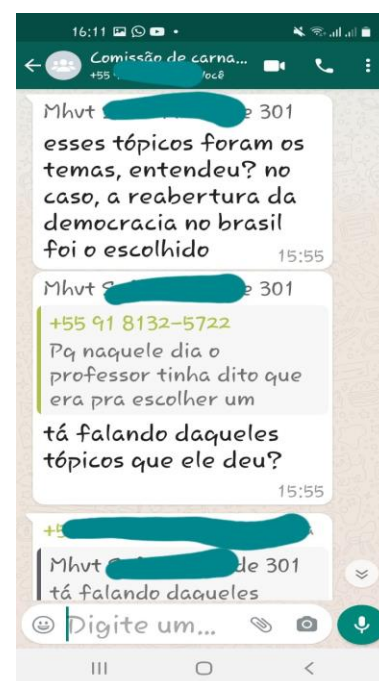 16:11
Comissão de carna...
+55
Você
Mhvt
e 301
esses tópicos foram os
temas, entendeu? no
caso, a reabertura da
democracia no brasil
foi o escolhido
15:55
Mhvt
e 301
+55 91 8132-5722
Pq naquele dia o
professor tinha dito que
era pra escolher um
tá falando daqueles
tópicos que ele deu?
15:55
Mhvt
de 301
tá falando daqueles
Digite um...